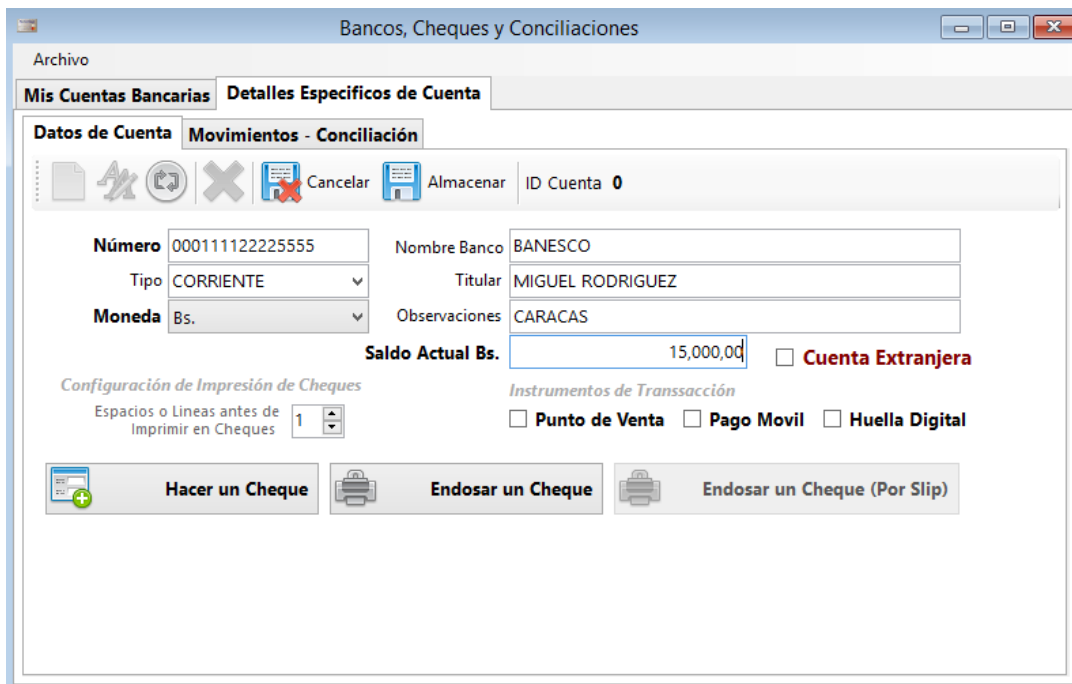 Bancos, Cheques y Conciliaciones
Archivo
Mis Cuentas Bancarias Detalles Especificos de Cuenta
Datos de Cuenta Movimientos - Conciliación
Cancelar Almacenar ID Cuenta 0
Número 000111122225555 Nombre Banco BANESCO
Tipo CORRIENTE Titular MIGUEL RODRIGUEZ
Moneda Bs. Observaciones CARACAS
Saldo Actual Bs. 15,000,00 Cuenta Extranjera
Configuración de Impresión de Cheques Instrumentos de Transsacción
Espacios o Lineas antes de
Imprimir en Cheques 1 Punto de Venta Pago Movil Huella Digital
Hacer un Cheque Endosar un Cheque Endosar un Cheque (Por Slip)